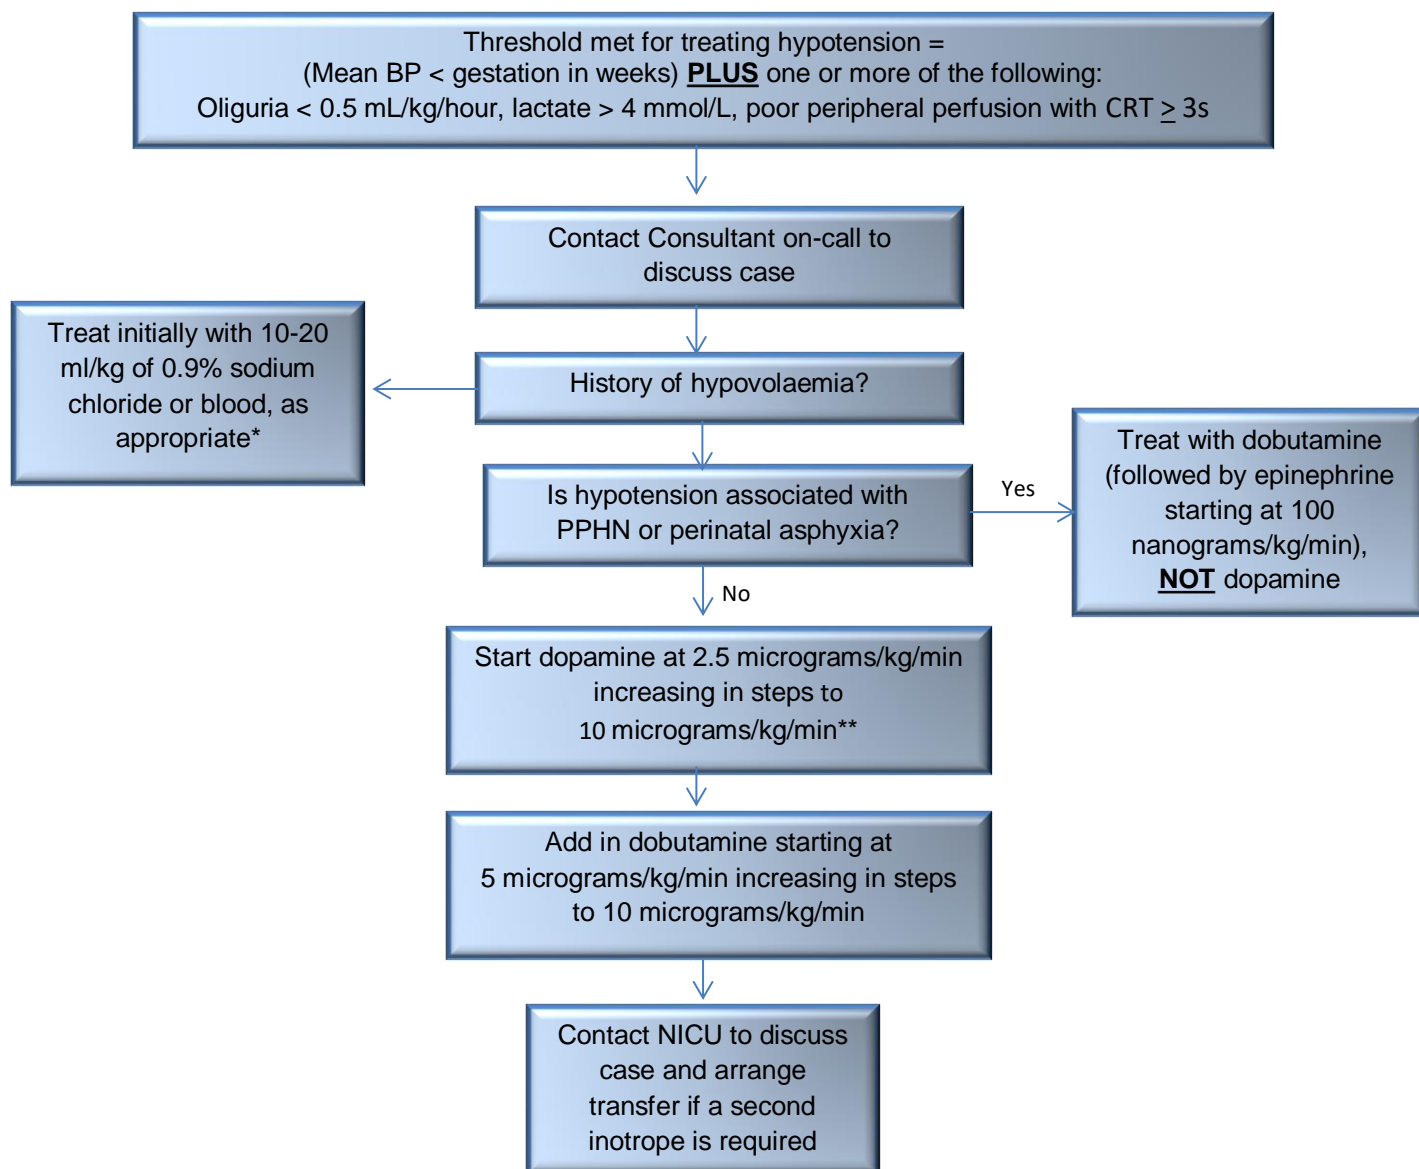 Threshold met for treating hypotension =
(Mean BP < gestation in weeks) PLUS one or more of the following:
Oliguria < 0.5 mL/kg/hour, lactate > 4 mmol/L, poor peripheral perfusion with CRT ≥ 3s
Contact Consultant on-call to
discuss case
Treat initially with 10-20
ml/kg of 0.9% sodium
chloride or blood, as
appropriate*
History of hypovolaemia?
Is hypotension associated with
PPHN or perinatal asphyxia?
Yes
Treat with dobutamine
(followed by epinephrine
starting at 100
nanograms/kg/min),
NOT dopamine
No
Start dopamine at 2.5 micrograms/kg/min
increasing in steps to
10 micrograms/kg/min**
Add in dobutamine starting at
5 micrograms/kg/min increasing in steps
to 10 micrograms/kg/min
Contact NICU to discuss
case and arrange
transfer if a second
inotrope is required